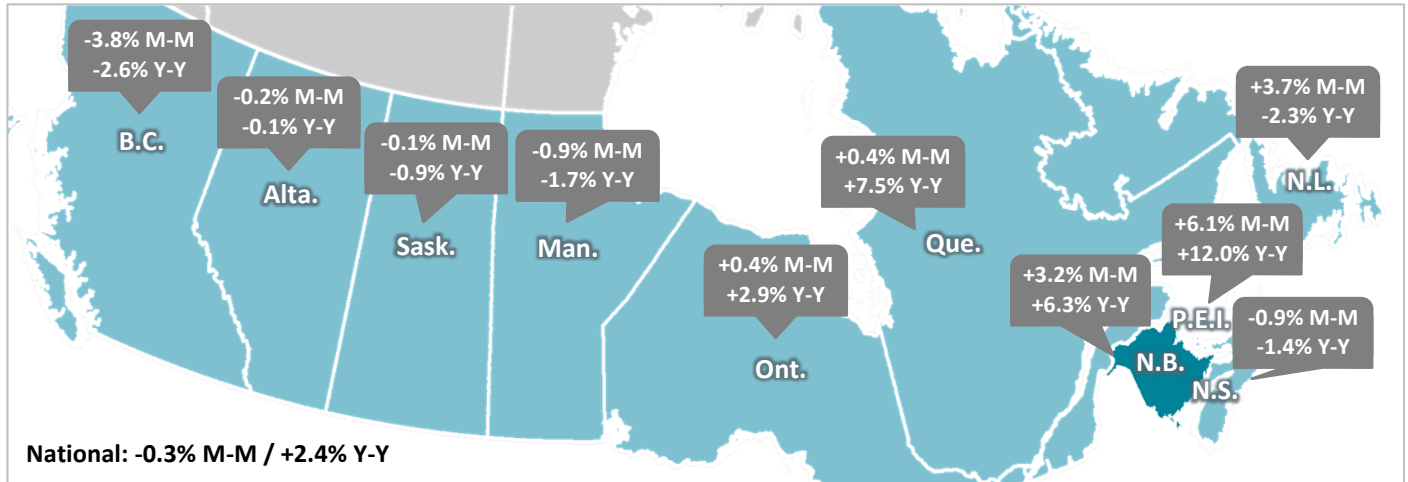 -3.8% M-M
-2.6% Y-Y
B.C.
-0.2% M-M
-0.1% Y-Y
Alta.
-0.1% M-M
-0.9% Y-Y
Sask.
-0.9% M-M
-1.7% Y-Y
Man.
+0.4% M-M
+2.9% Y-Y
Ont.
+0.4% M-M
+7.5% Y-Y
Que.
+3.7% M-M
-2.3% Y-Y
N.L.
+6.1% M-M
+12.0% Y-Y
P.E.I.
+3.2% M-M
+6.3% Y-Y
N.B.
-0.9% M-M
-1.4% Y-Y
N.S.
National: -0.3% M-M / +2.4% Y-Y